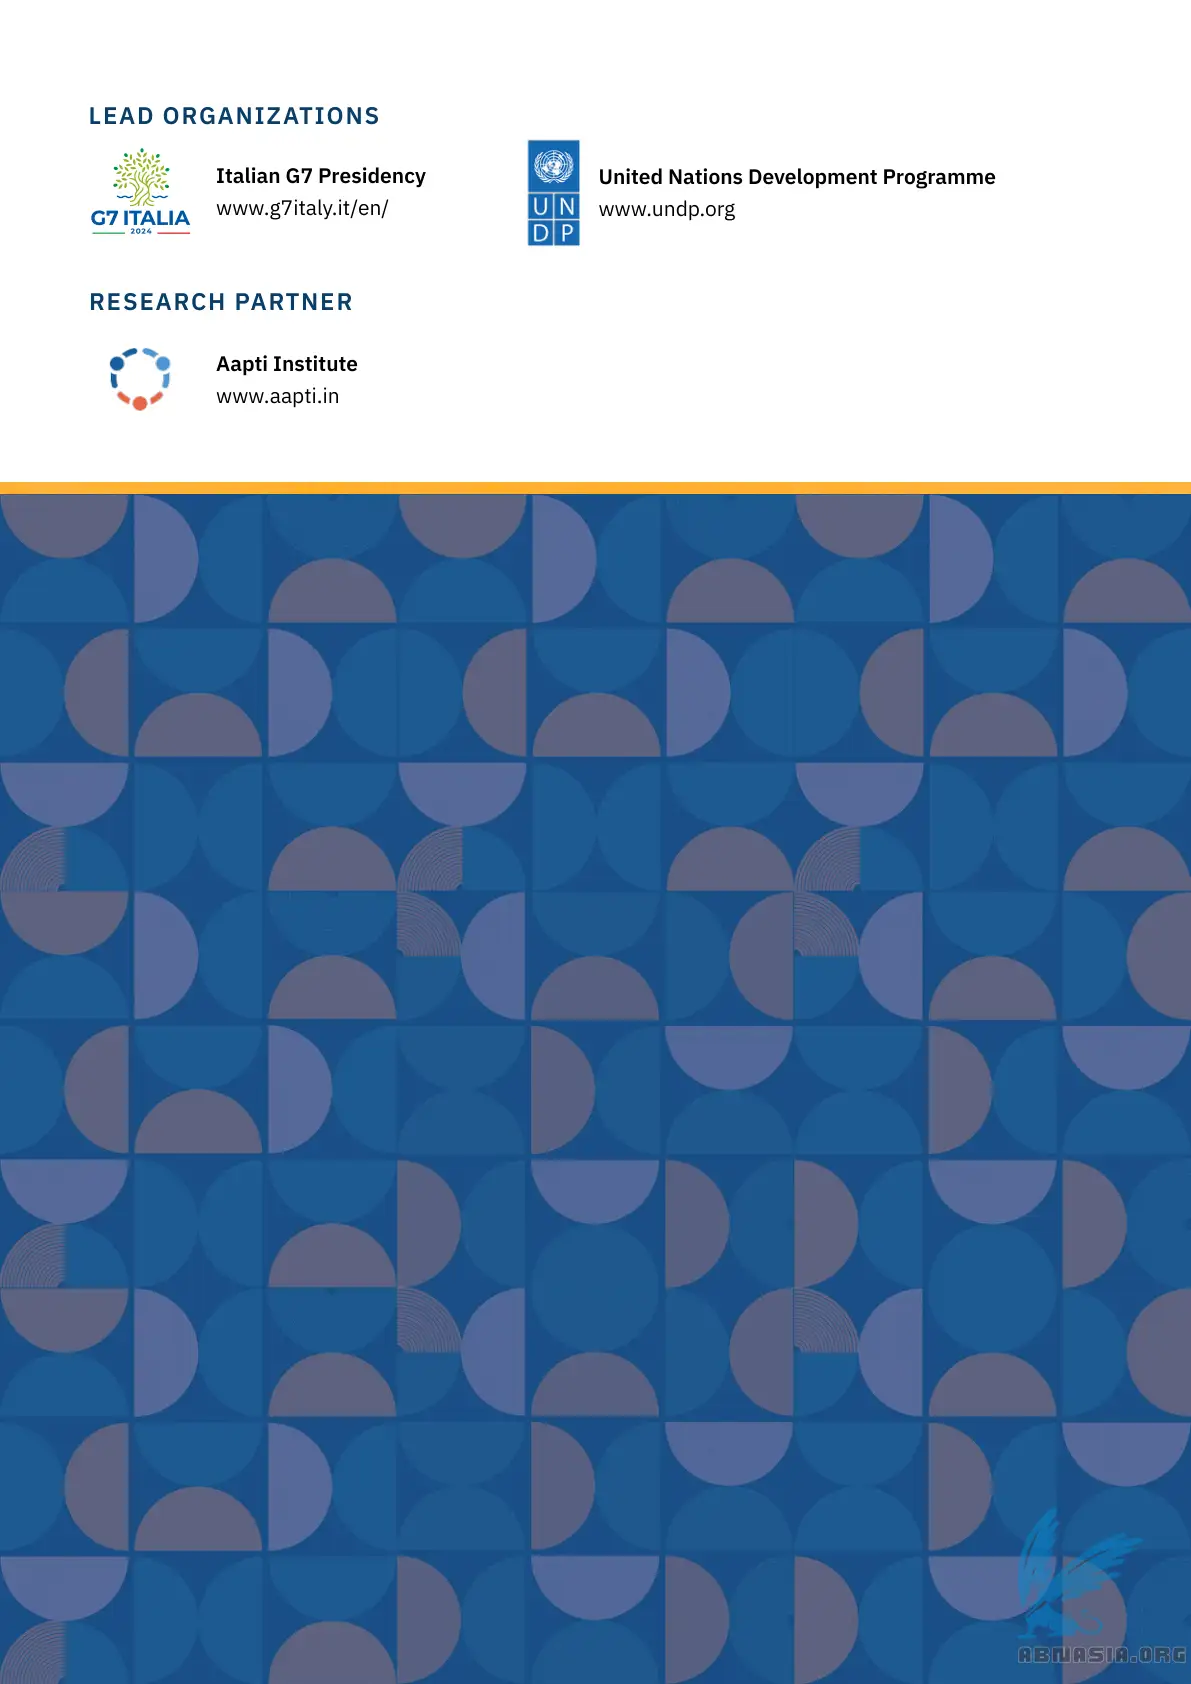 LEAD ORGANIZATIONS
G7 ITALIA
2024
Italian G7 Presidency
www.g7italy.it/en/
U N
D P
United Nations Development Programme
www.undp.org
RESEARCH PARTNER
Aapti Institute
www.aapti.in
ABNASIA.ORG